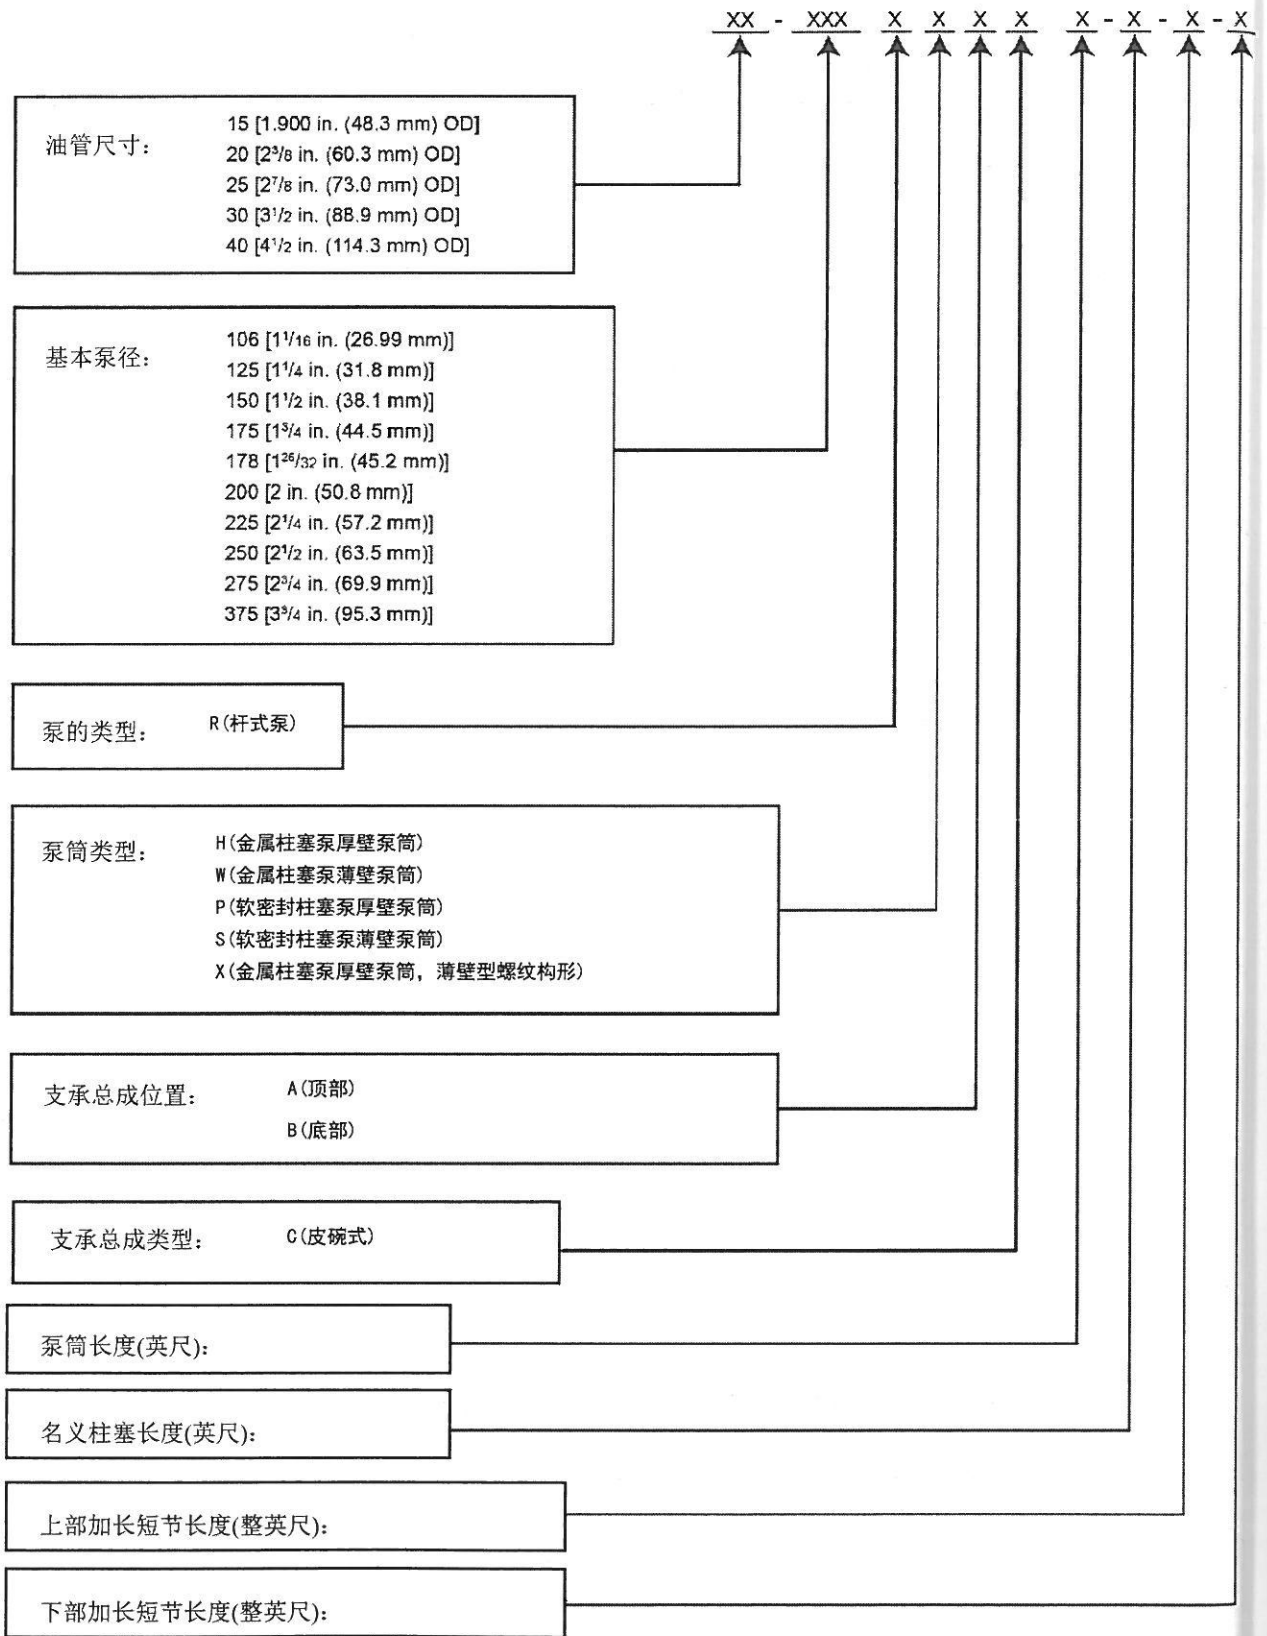 XX - XXX X X X X X - X - X - X
油管尺寸:
15 [1.900 in. (48.3 mm) OD]
20 [2³/8 in. (60.3 mm) OD]
25 [2⁷/8 in. (73.0 mm) OD]
30 [3¹/2 in. (88.9 mm) OD]
40 [4¹/2 in. (114.3 mm) OD]
基本泵径:
106 [1¹/16 in. (26.99 mm)]
125 [1¹/4 in. (31.8 mm)]
150 [1¹/2 in. (38.1 mm)]
175 [1³/4 in. (44.5 mm)]
178 [1²⁶/32 in. (45.2 mm)]
200 [2 in. (50.8 mm)]
225 [2¹/4 in. (57.2 mm)]
250 [2¹/2 in. (63.5 mm)]
275 [2³/4 in. (69.9 mm)]
375 [3³/4 in. (95.3 mm)]
泵的类型: R(杆式泵)
泵筒类型:
H(金属柱塞泵厚壁泵筒)
W(金属柱塞泵薄壁泵筒)
P(软密封柱塞泵厚壁泵筒)
S(软密封柱塞泵薄壁泵筒)
X(金属柱塞泵厚壁泵筒，薄壁型螺纹构形)
支承总成位置: A(顶部)
B(底部)
支承总成类型: C(皮碗式)
泵筒长度(英尺):
名义柱塞长度(英尺):
上部加长短节长度(整英尺):
下部加长短节长度(整英尺):